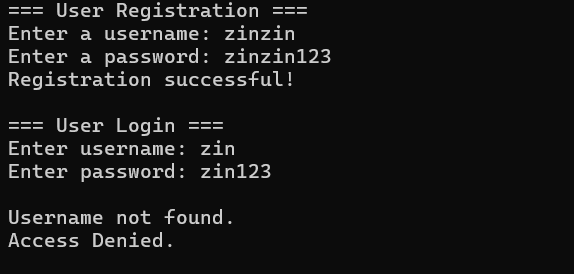 === User Registration ===
Enter a username: zinzin
Enter a password: zinzin123
Registration successful!
=== User Login ===
Enter username: zin
Enter password: zin123
Username not found.
Access Denied.